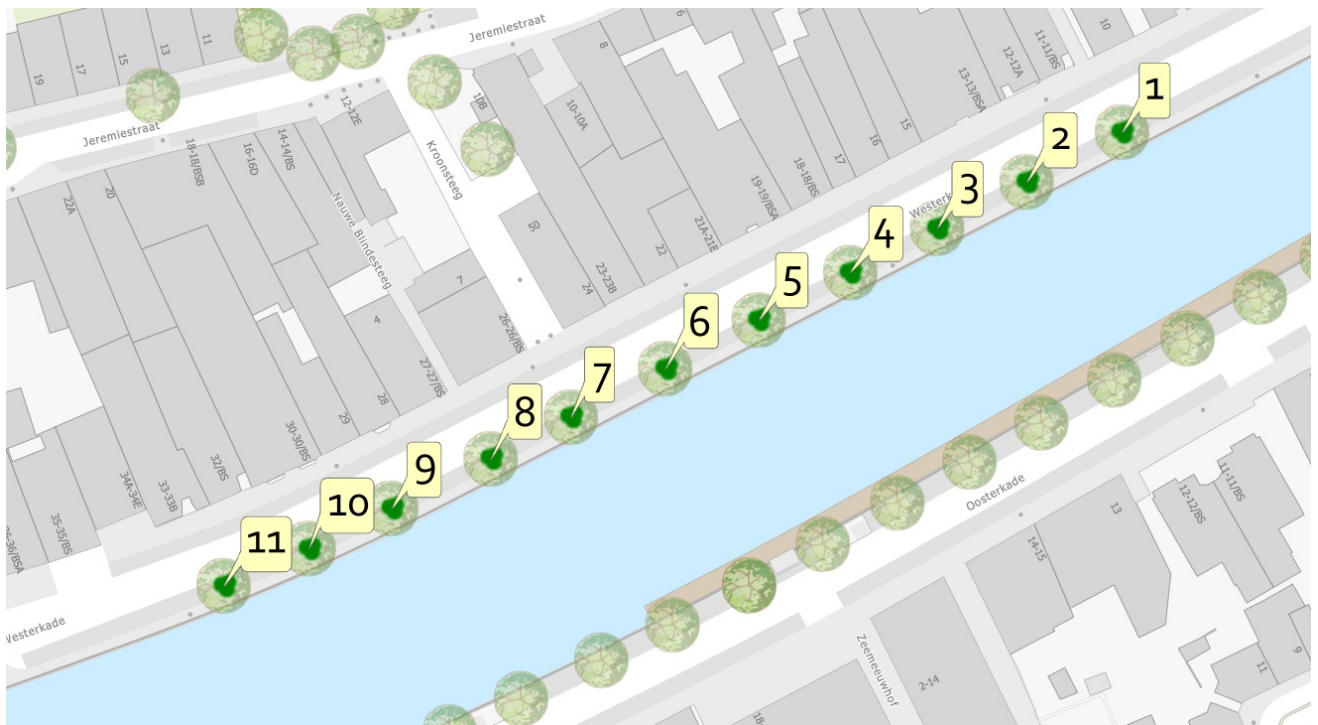 Jeremiestraat
6
8
10
11-11/BS
12-12A
11
13
15
17
19
10B
12-12E
10-10A
13-13/BSA
1
Jeremiestraat
18-18/BSB
16-16D
14-14/BS
Kroonsteeg
15
16
17
18-18/BS
2
22A
20
Nauwe Blindesteeg
5R
19-19/BSA
3
21A-21E
22
4
23-23B
24
7
5
4
26-26/BS
6
27-27/BS
7
28
8
29
30-30/BS
9
32/BS
10
34A-34E
33-33B
35-35/BS
11
Westerkade
Oosterkade
13
11-11/BS
12-12/BS
14-15
Zeemeeuwhof
2-14
11
9
18-